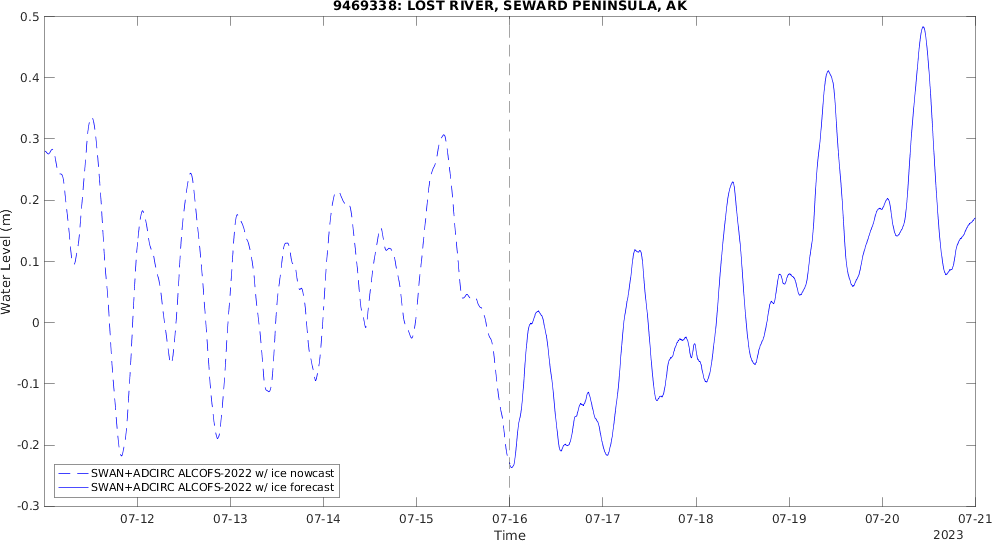 9469338: LOST RIVER, SEWARD PENINSULA, AK
0.5
0.4
0.3
0.2
0.1
0
-0.1
-0.2
-0.3
Water Level (m)
SWAN+ADCIRC ALCOFS-2022 w/ ice nowcast
SWAN+ADCIRC ALCOFS-2022 w/ ice forecast
07-12 07-13 07-14 07-15 07-16 07-17 07-18 07-19 07-20 07-21
Time
2023